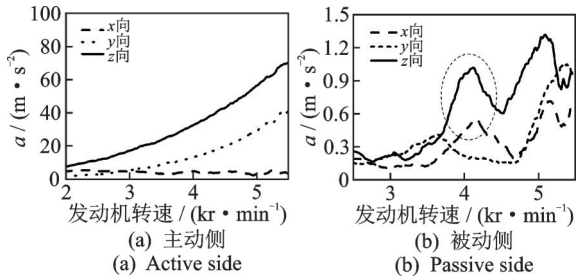 100
80
60
40
20
0
x向
y向
z向
a / (m · s⁻²)
2 3 4 5
发动机转速 / (kr · min⁻¹)
(a) 主动侧
(a) Active side
1.5
1.2
0.9
0.6
0.3
0
x向
y向
z向
a / (m · s⁻²)
3 4 5
发动机转速 / (kr · min⁻¹)
(b) 被动侧
(b) Passive side